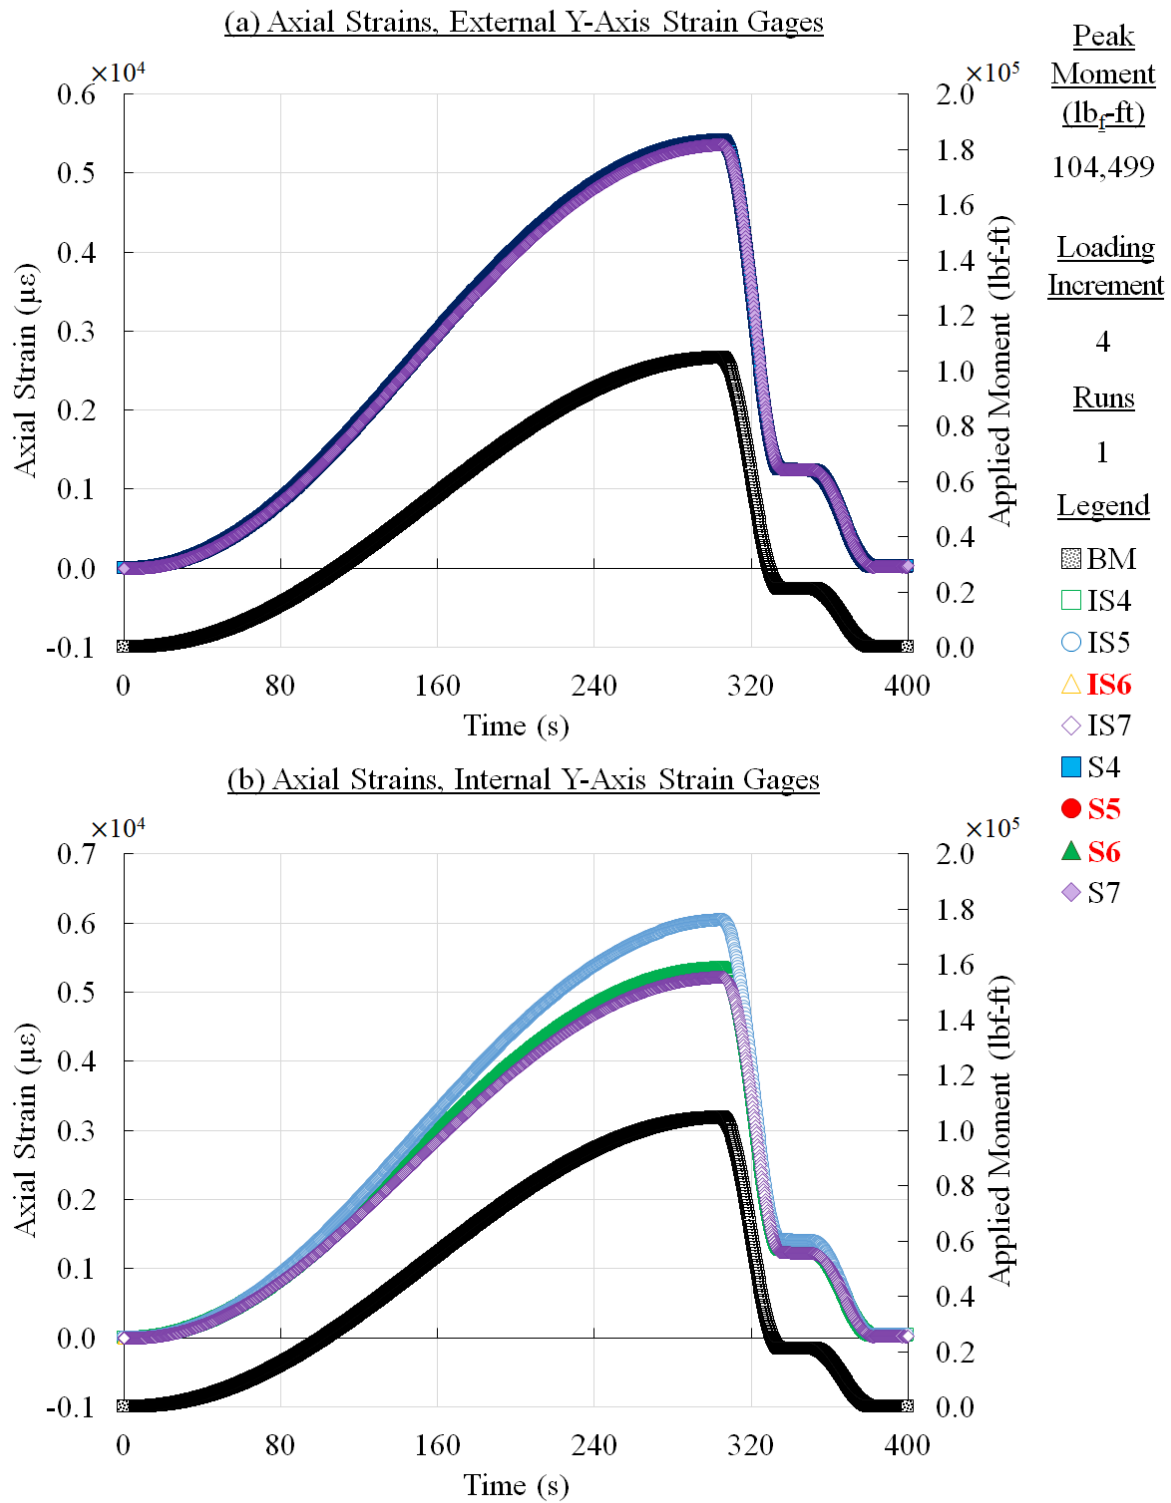 (a) Axial Strains, External Y-Axis Strain Gages
×10⁴
×10⁵
0.6
0.5
0.4
0.3
0.2
0.1
0.0
-0.1
Axial Strain (με)
2.0
1.8
1.6
1.4
1.2
1.0
0.8
0.6
0.4
0.2
0.0
Applied Moment (lbf-ft)
0 80 160 240 320 400
Time (s)
(b) Axial Strains, Internal Y-Axis Strain Gages
×10⁴
×10⁵
0.7
0.6
0.5
0.4
0.3
0.2
0.1
0.0
-0.1
Axial Strain (με)
2.0
1.8
1.6
1.4
1.2
1.0
0.8
0.6
0.4
0.2
0.0
Applied Moment (lbf-ft)
0 80 160 240 320 400
Time (s)
Peak
Moment
(lbf-ft)
104,499
Loading
Increment
4
Runs
1
Legend
BM
IS4
IS5
IS6
IS7
S4
S5
S6
S7